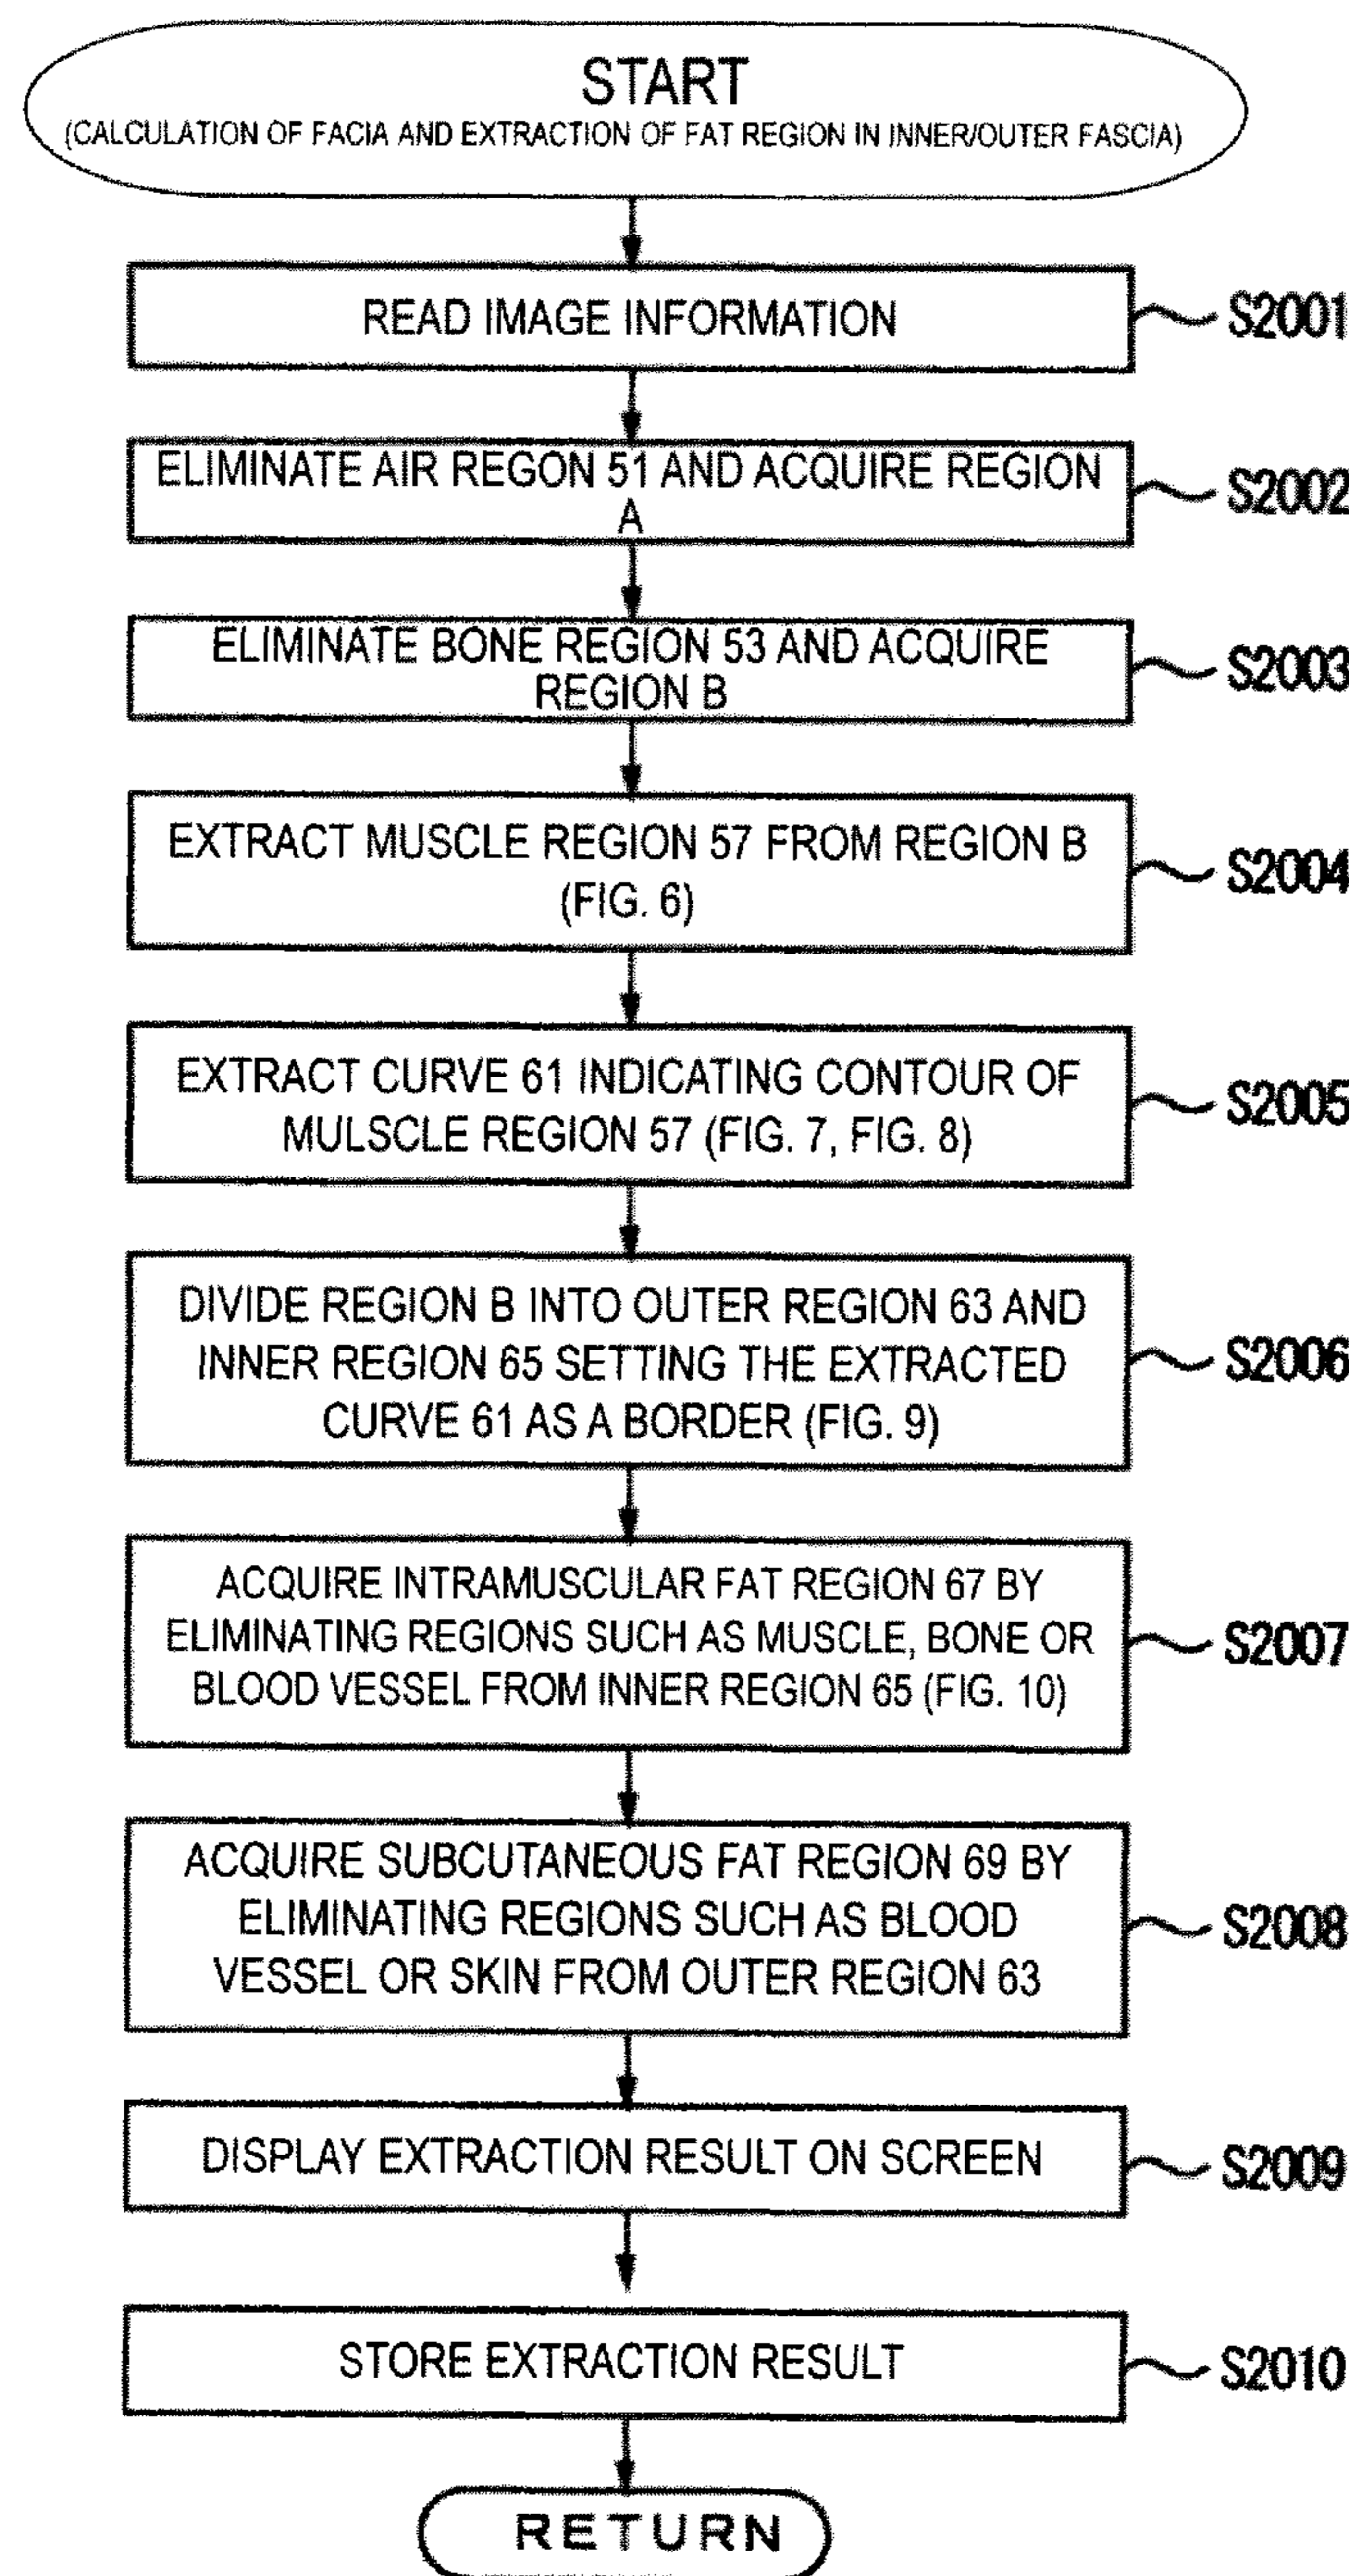 START
(CALCULATION OF FACIA AND EXTRACTION OF FAT REGION IN INNER/OUTER FASCIA)
READ IMAGE INFORMATION
S2001
ELIMINATE AIR REGON 51 AND ACQUIRE REGION
A
S2002
ELIMINATE BONE REGION 53 AND ACQUIRE
REGION B
S2003
EXTRACT MUSCLE REGION 57 FROM REGION B
(FIG. 6)
S2004
EXTRACT CURVE 61 INDICATING CONTOUR OF
MULSCLE REGION 57 (FIG. 7, FIG. 8)
S2005
DIVIDE REGION B INTO OUTER REGION 63 AND
INNER REGION 65 SETTING THE EXTRACTED
CURVE 61 AS A BORDER (FIG. 9)
S2006
ACQUIRE INTRAMUSCULAR FAT REGION 67 BY
ELIMINATING REGIONS SUCH AS MUSCLE, BONE OR
BLOOD VESSEL FROM INNER REGION 65 (FIG. 10)
S2007
ACQUIRE SUBCUTANEOUS FAT REGION 69 BY
ELIMINATING REGIONS SUCH AS BLOOD
VESSEL OR SKIN FROM OUTER REGION 63
S2008
DISPLAY EXTRACTION RESULT ON SCREEN
S2009
STORE EXTRACTION RESULT
S2010
RETURN